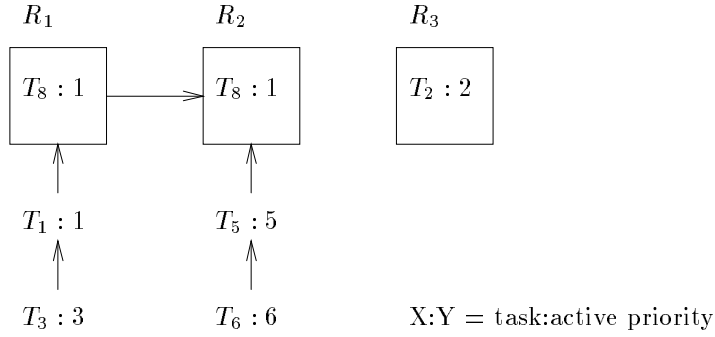 R₁ R₂ R₃
T₈ : 1 T₈ : 1 T₂ : 2
T₁ : 1 T₅ : 5
T₃ : 3 T₆ : 6 X:Y = task:active priority